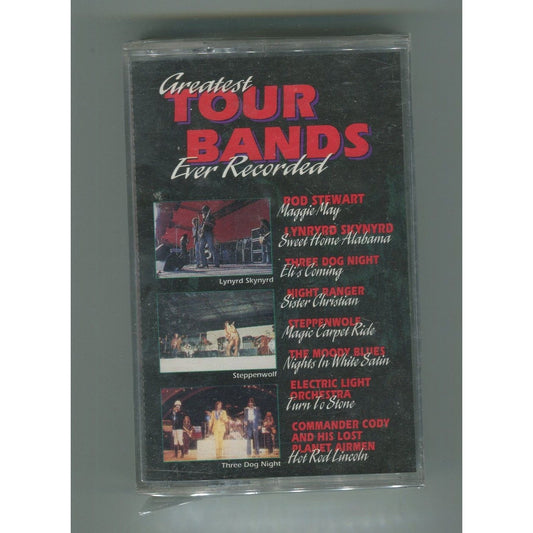 Greatest
TOUR
BANDS
Ever Recorded
ROD STEWART
Maggie May
LYNRYRD SKYNYRD
Sweet Home Alabama
THREE DOG NIGHT
Eli's Coming
NIGHT RANGER
Sister Christian
STEPPENWOLF
Magic Carpet Ride
THE MOODY BLUES
Nights In White Satin
ELECTRIC LIGHT
ORCHESTRA
Turn To Stone
COMMANDER CODY
AND HIS LOST
PLANET AIRMEN
Hot Rod Lincoln
Lynyrd Skynyrd
Steppenwolf
Three Dog Night